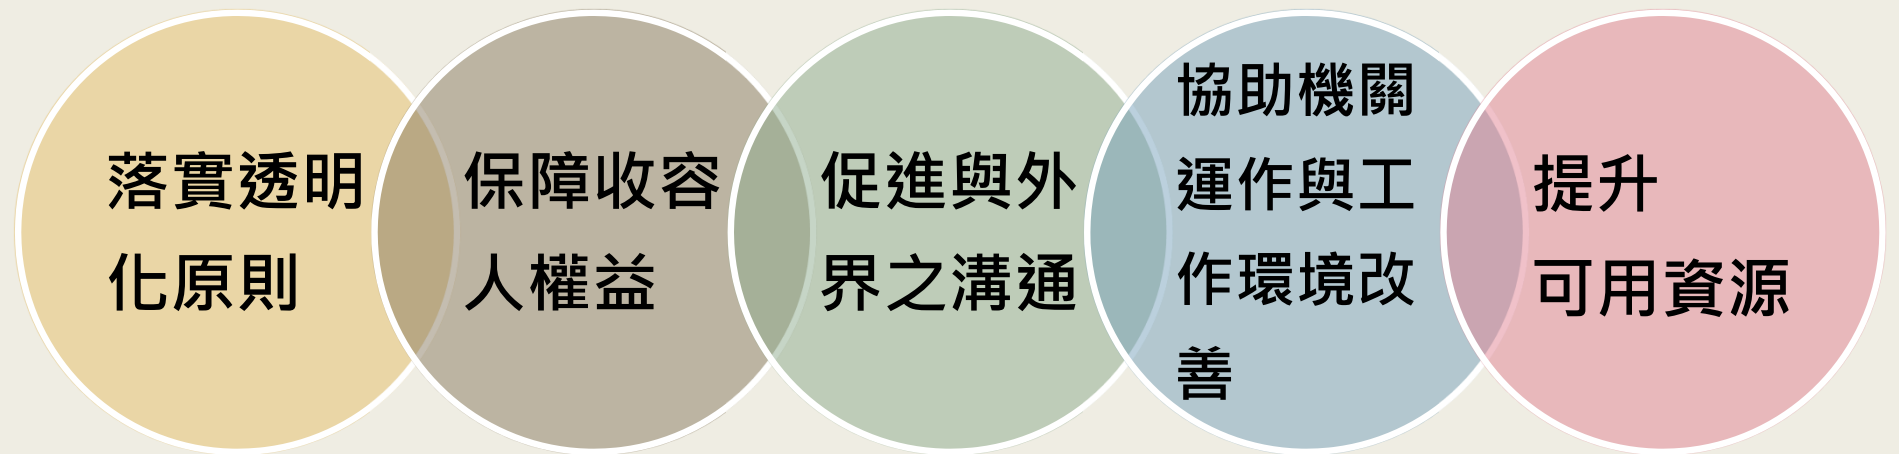 落實透明
化原則
保障收容
人權益
促進與外
界之溝通
協助機關
運作與工
作環境改
善
提升
可用資源